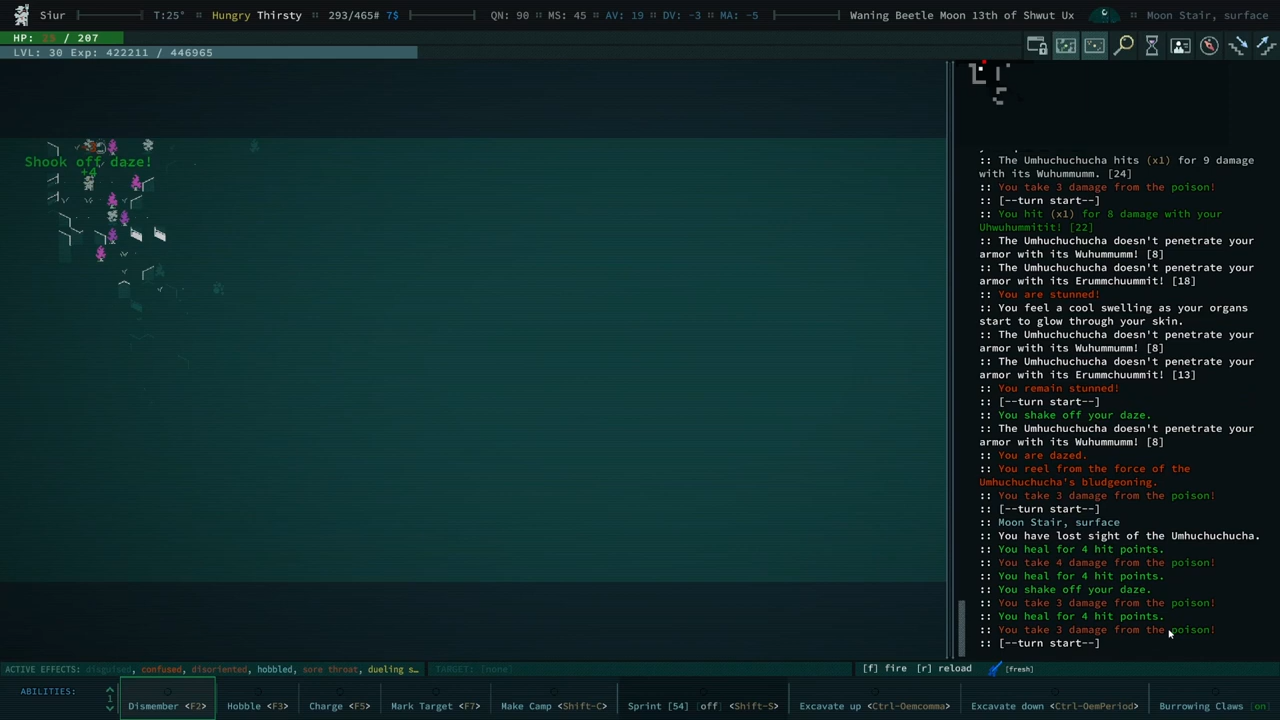 Siur T:25° Hungry Thirsty 293/465# 7$ QN: 90 MS: 45 AV: 19 DV: -3 MA: -5 Waning Beetle Moon 13th of Shwut Ux Moon Stair, surface
HP: 25 / 207
LVL: 30 Exp: 422211 / 446965
Shook off daze!
+4
:: The Umhuchuchucha hits (x1) for 9 damage
with its Wuhummumm. [24]
:: You take 3 damage from the poison!
:: [--turn start--]
:: You hit (x1) for 8 damage with your
Uhwuhummitit! [22]
:: The Umhuchuchucha doesn't penetrate your
armor with its Wuhummumm! [8]
:: The Umhuchuchucha doesn't penetrate your
armor with its Erummchuummit! [18]
:: You are stunned!
:: You feel a cool swelling as your organs
start to glow through your skin.
:: The Umhuchuchucha doesn't penetrate your
armor with its Wuhummumm! [8]
:: The Umhuchuchucha doesn't penetrate your
armor with its Erummchuummit! [13]
:: You remain stunned!
:: [--turn start--]
:: You shake off your daze.
:: The Umhuchuchucha doesn't penetrate your
armor with its Wuhummumm! [8]
:: You are dazed.
:: You reel from the force of the
Umhuchuchucha's bludgeoning.
:: You take 3 damage from the poison!
:: [--turn start--]
:: Moon Stair, surface
:: You have lost sight of the Umhuchuchucha.
:: You heal for 4 hit points.
:: You take 4 damage from the poison!
:: You heal for 4 hit points.
:: You shake off your daze.
:: You take 3 damage from the poison!
:: You heal for 4 hit points.
:: You take 3 damage from the poison!
:: [--turn start--]
ACTIVE EFFECTS: disguised, confused, disoriented, hobbled, sore throat, dueling s… TARGET: [none] [f] fire [r] reload [fresh]
ABILITIES: 1 Dismember <F2> Hobble <F3> Charge <F5> Mark Target <F7> Make Camp <Shift-C> Sprint [54] [off] <Shift-S> Excavate up <Ctrl-Oemcomma> Excavate down <Ctrl-OemPeriod> Burrowing Claws [on]